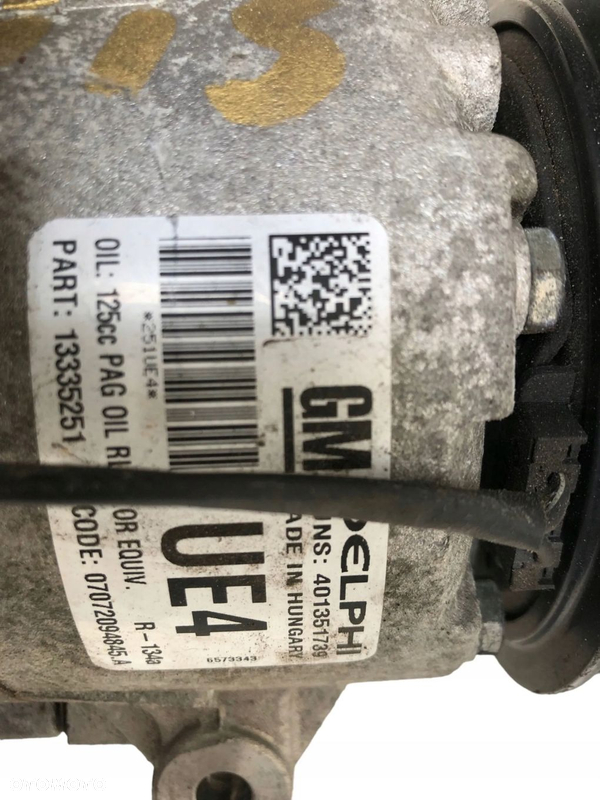 GM DELPHI
401351739
MADE IN HUNGARY
*251UE4*
UE4
6573343
OIL: 125cc PAG OIL OR EQUIV. R-134a
PART: 13335251 CODE: 07072094845.A